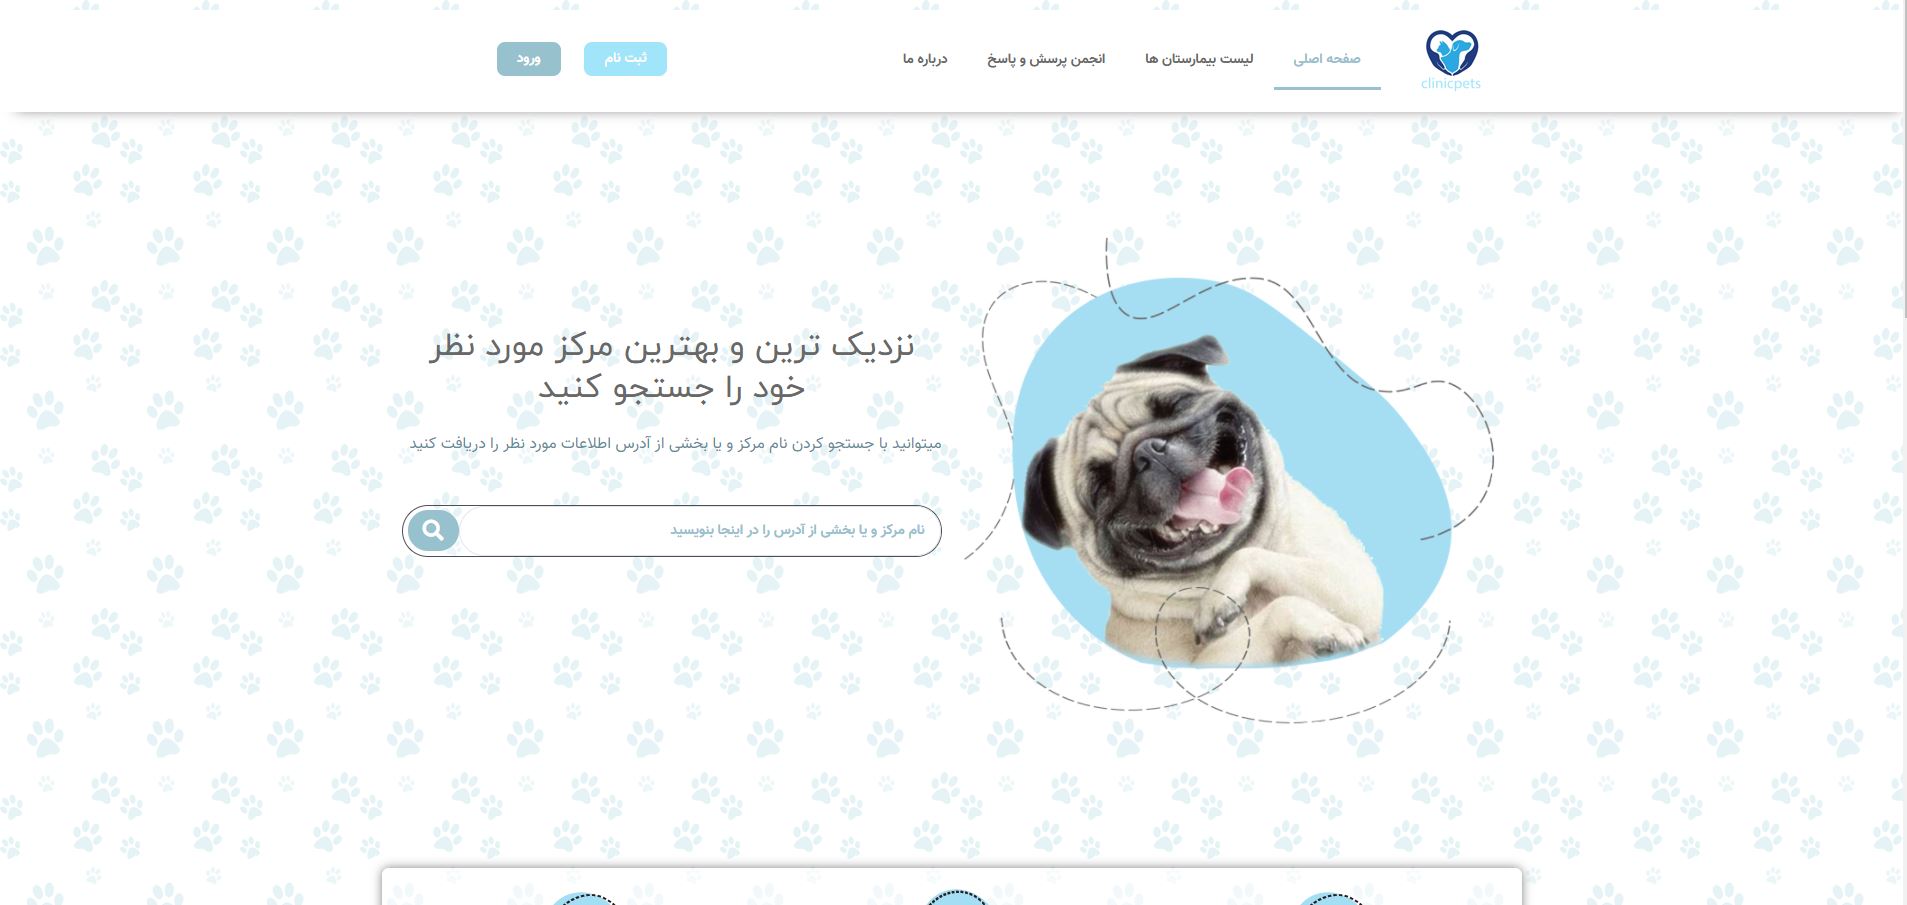 clinicpets
صفحه اصلی
لیست بیمارستان ها
انجمن پرسش و پاسخ
درباره ما
ثبت نام
ورود
نزدیک ترین و بهترین مرکز مورد نظر
خود را جستجو کنید
میتوانید با جستجو کردن نام مرکز و یا بخشی از آدرس اطلاعات مورد نظر را دریافت کنید
نام مرکز و یا بخشی از آدرس را در اینجا بنویسید